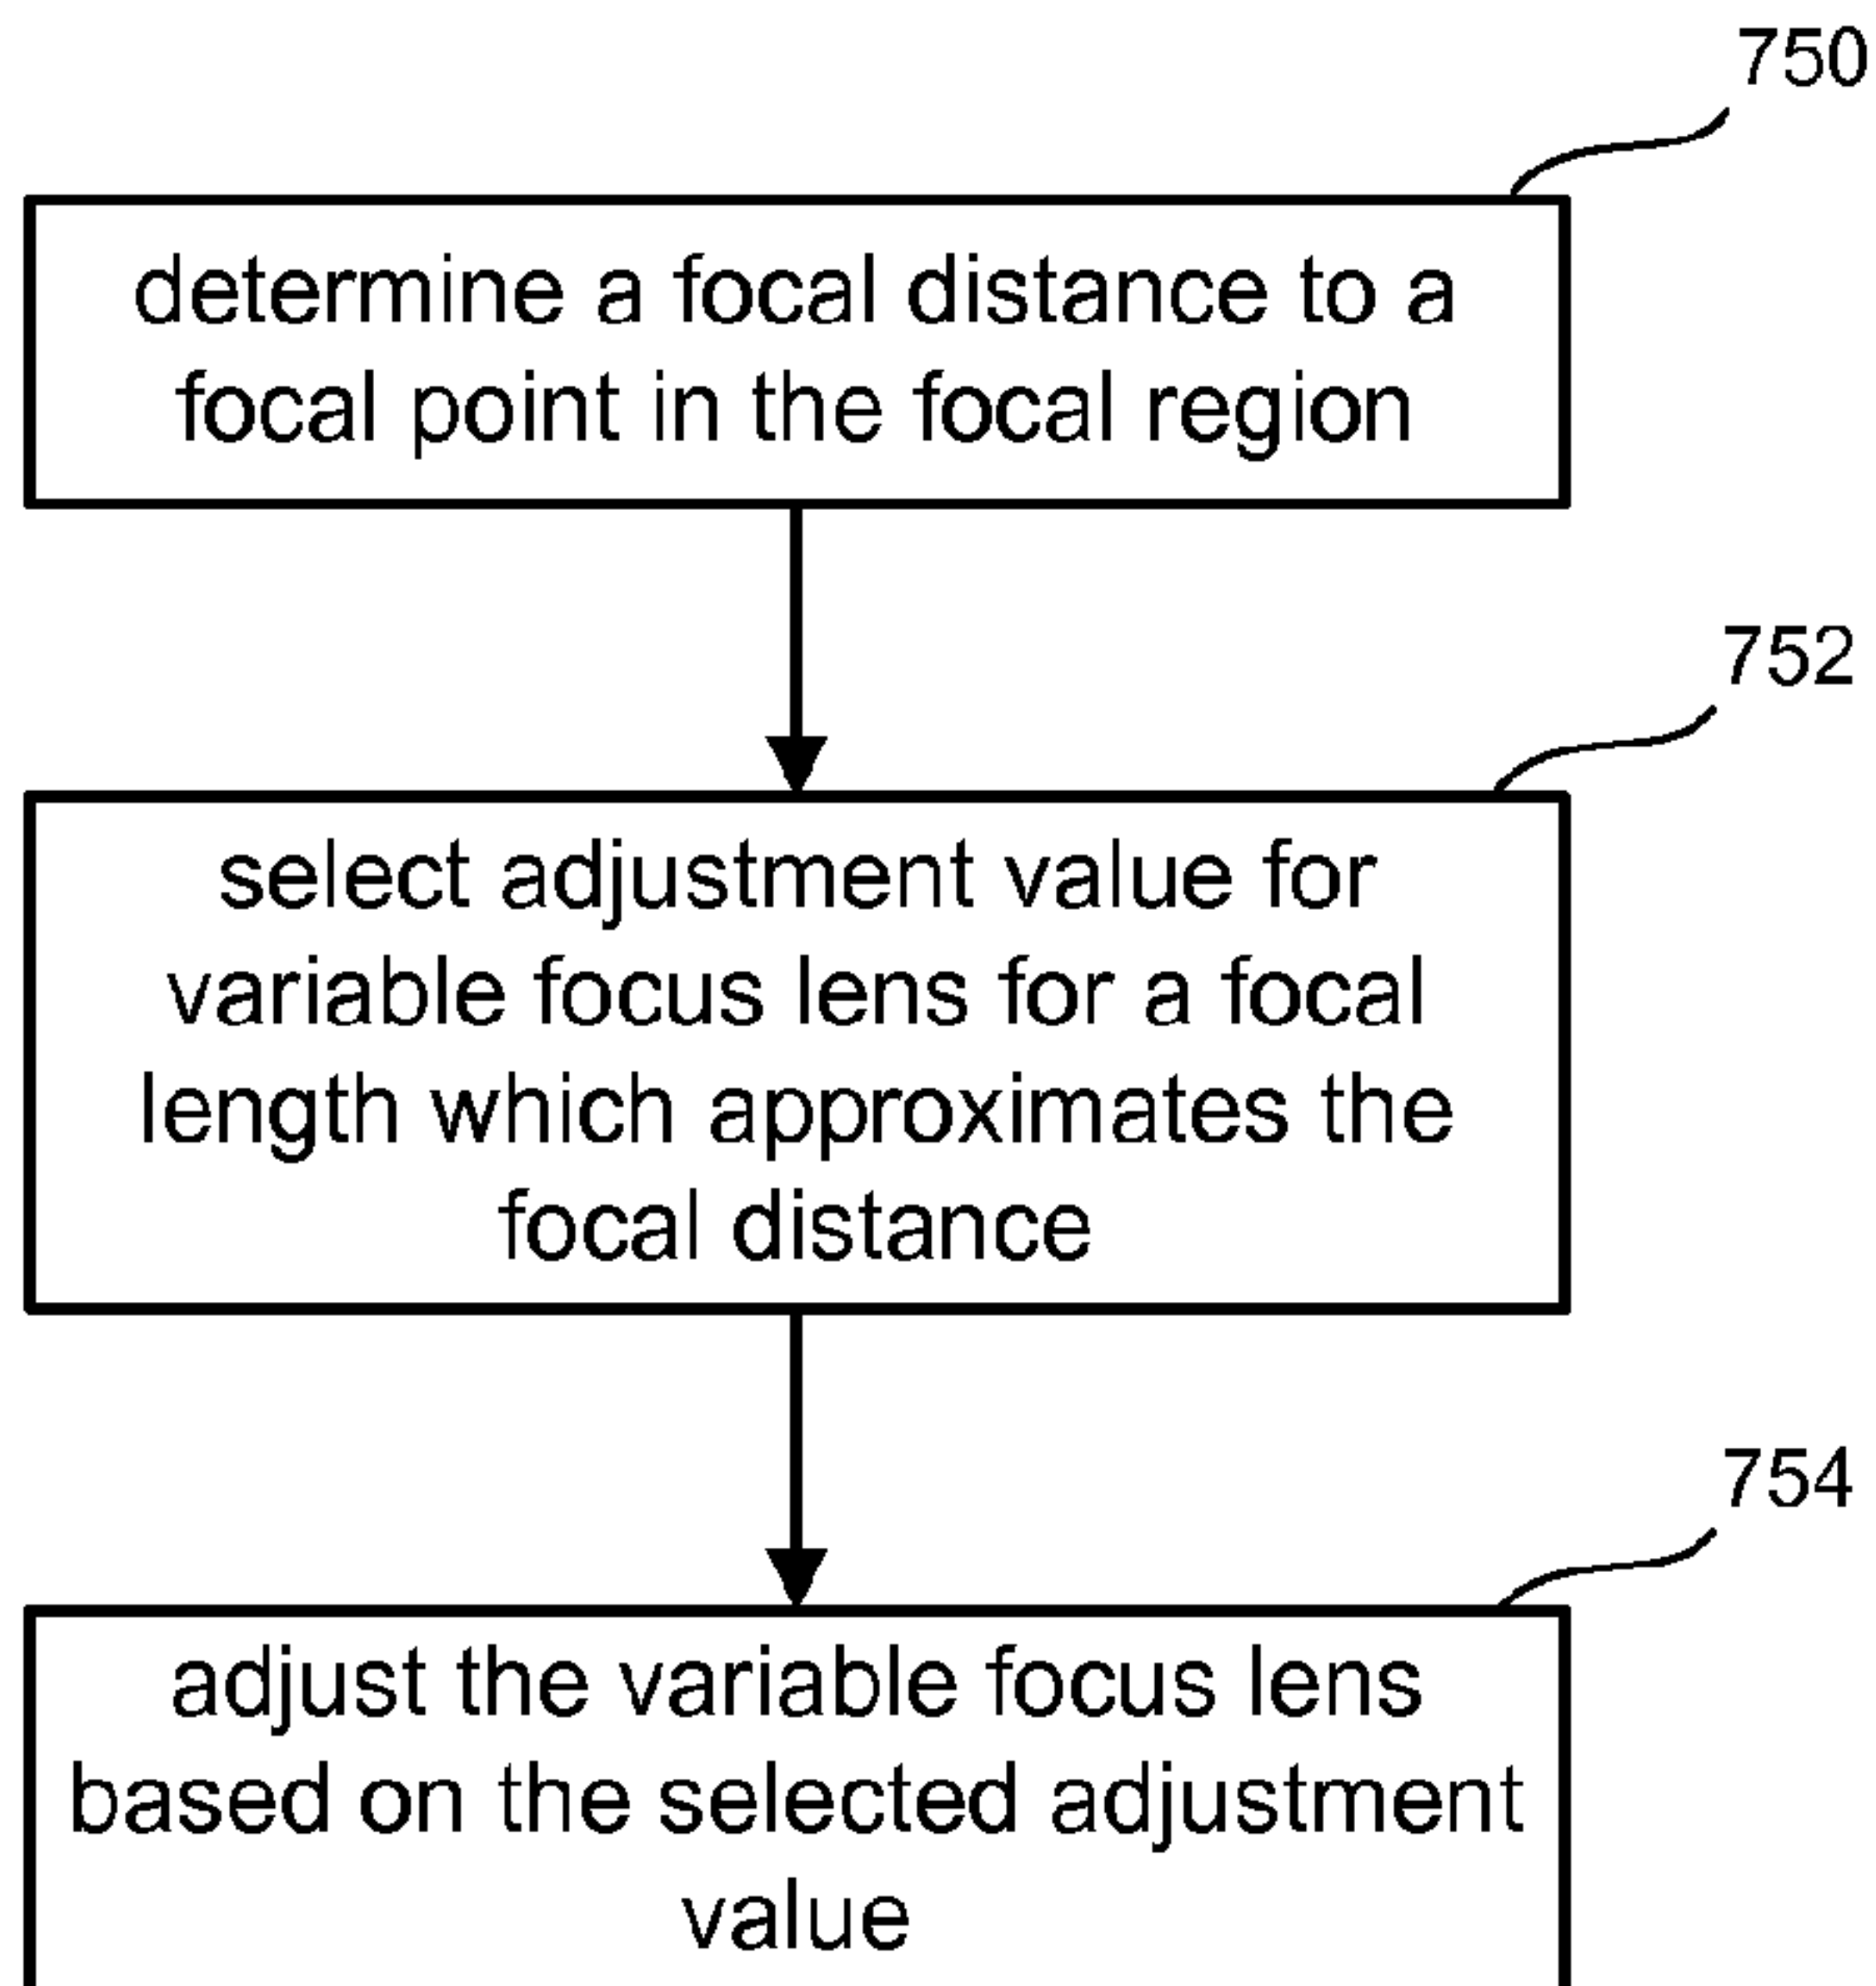 750
determine a focal distance to a
focal point in the focal region
752
select adjustment value for
variable focus lens for a focal
length which approximates the
focal distance
754
adjust the variable focus lens
based on the selected adjustment
value